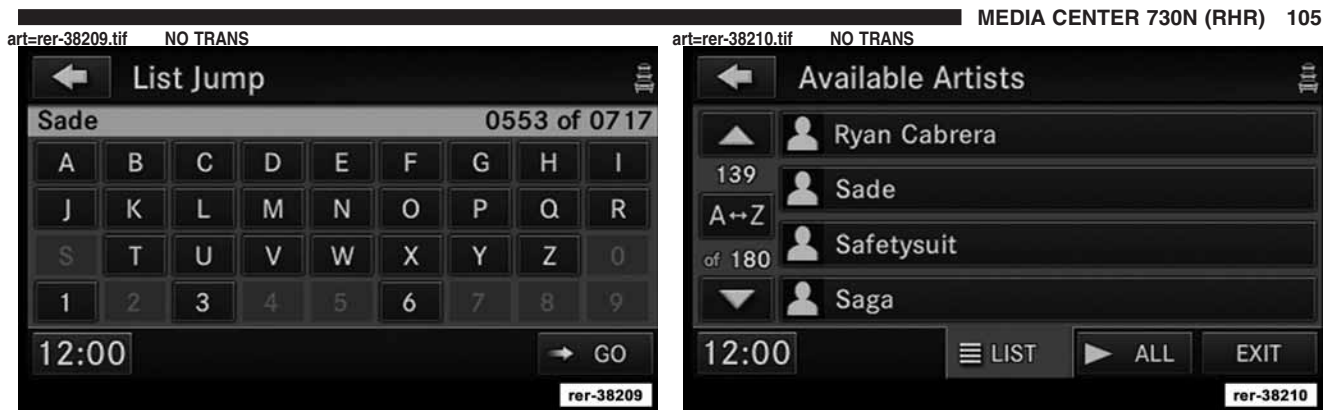 MEDIA CENTER 730N (RHR) 105
art=rer-38209.tif NO TRANS
List Jump
Sade 0553 of 0717
A B C D E F G H I
J K L M N O P Q R
S T U V W X Y Z 0
1 2 3 4 5 6 7 8 9
12:00 GO
rer-38209
art=rer-38210.tif NO TRANS
Available Artists
Ryan Cabrera
139
Sade
A↔Z
Safetysuit
of 180
Saga
12:00 LIST ALL EXIT
rer-38210